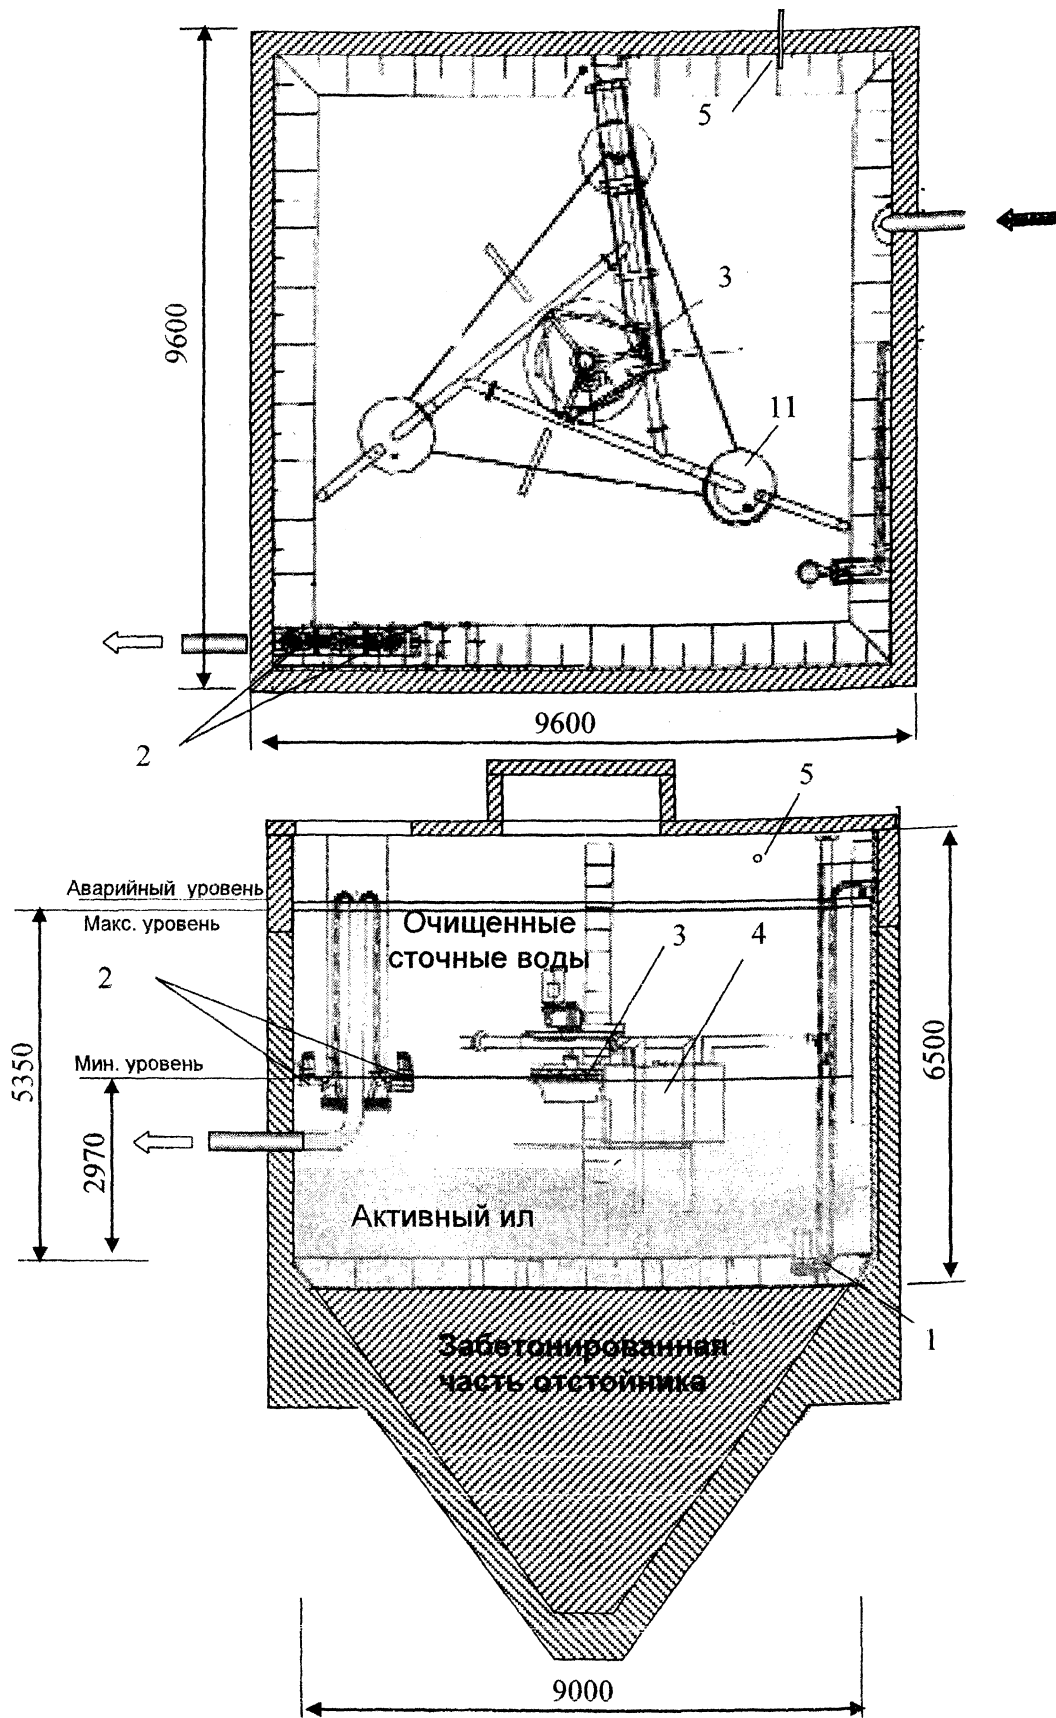 5
9600
3
11
9600
2
5
Аварийный уровень
Макс. уровень
Очищенные
сточные воды
3
4
2
Мин. уровень
5350
6500
2970
Активный ил
1
Забетонированная
часть отстойника
9000